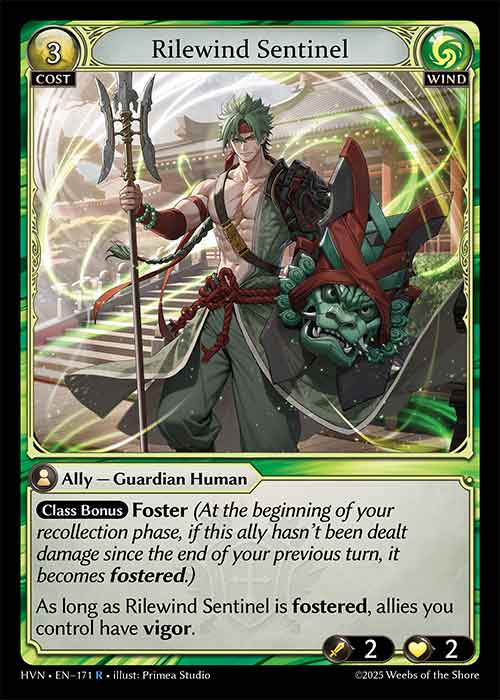 3
Rilewind Sentinel
COST
WIND
Ally — Guardian Human
Class Bonus Foster (At the beginning of your
recollection phase, if this ally hasn't been dealt
damage since the end of your previous turn, it
becomes fostered.)
As long as Rilewind Sentinel is fostered, allies you
control have vigor.
2 2
HVN • EN-171 R • illust: Primea Studio
©2025 Weebs of the Shore